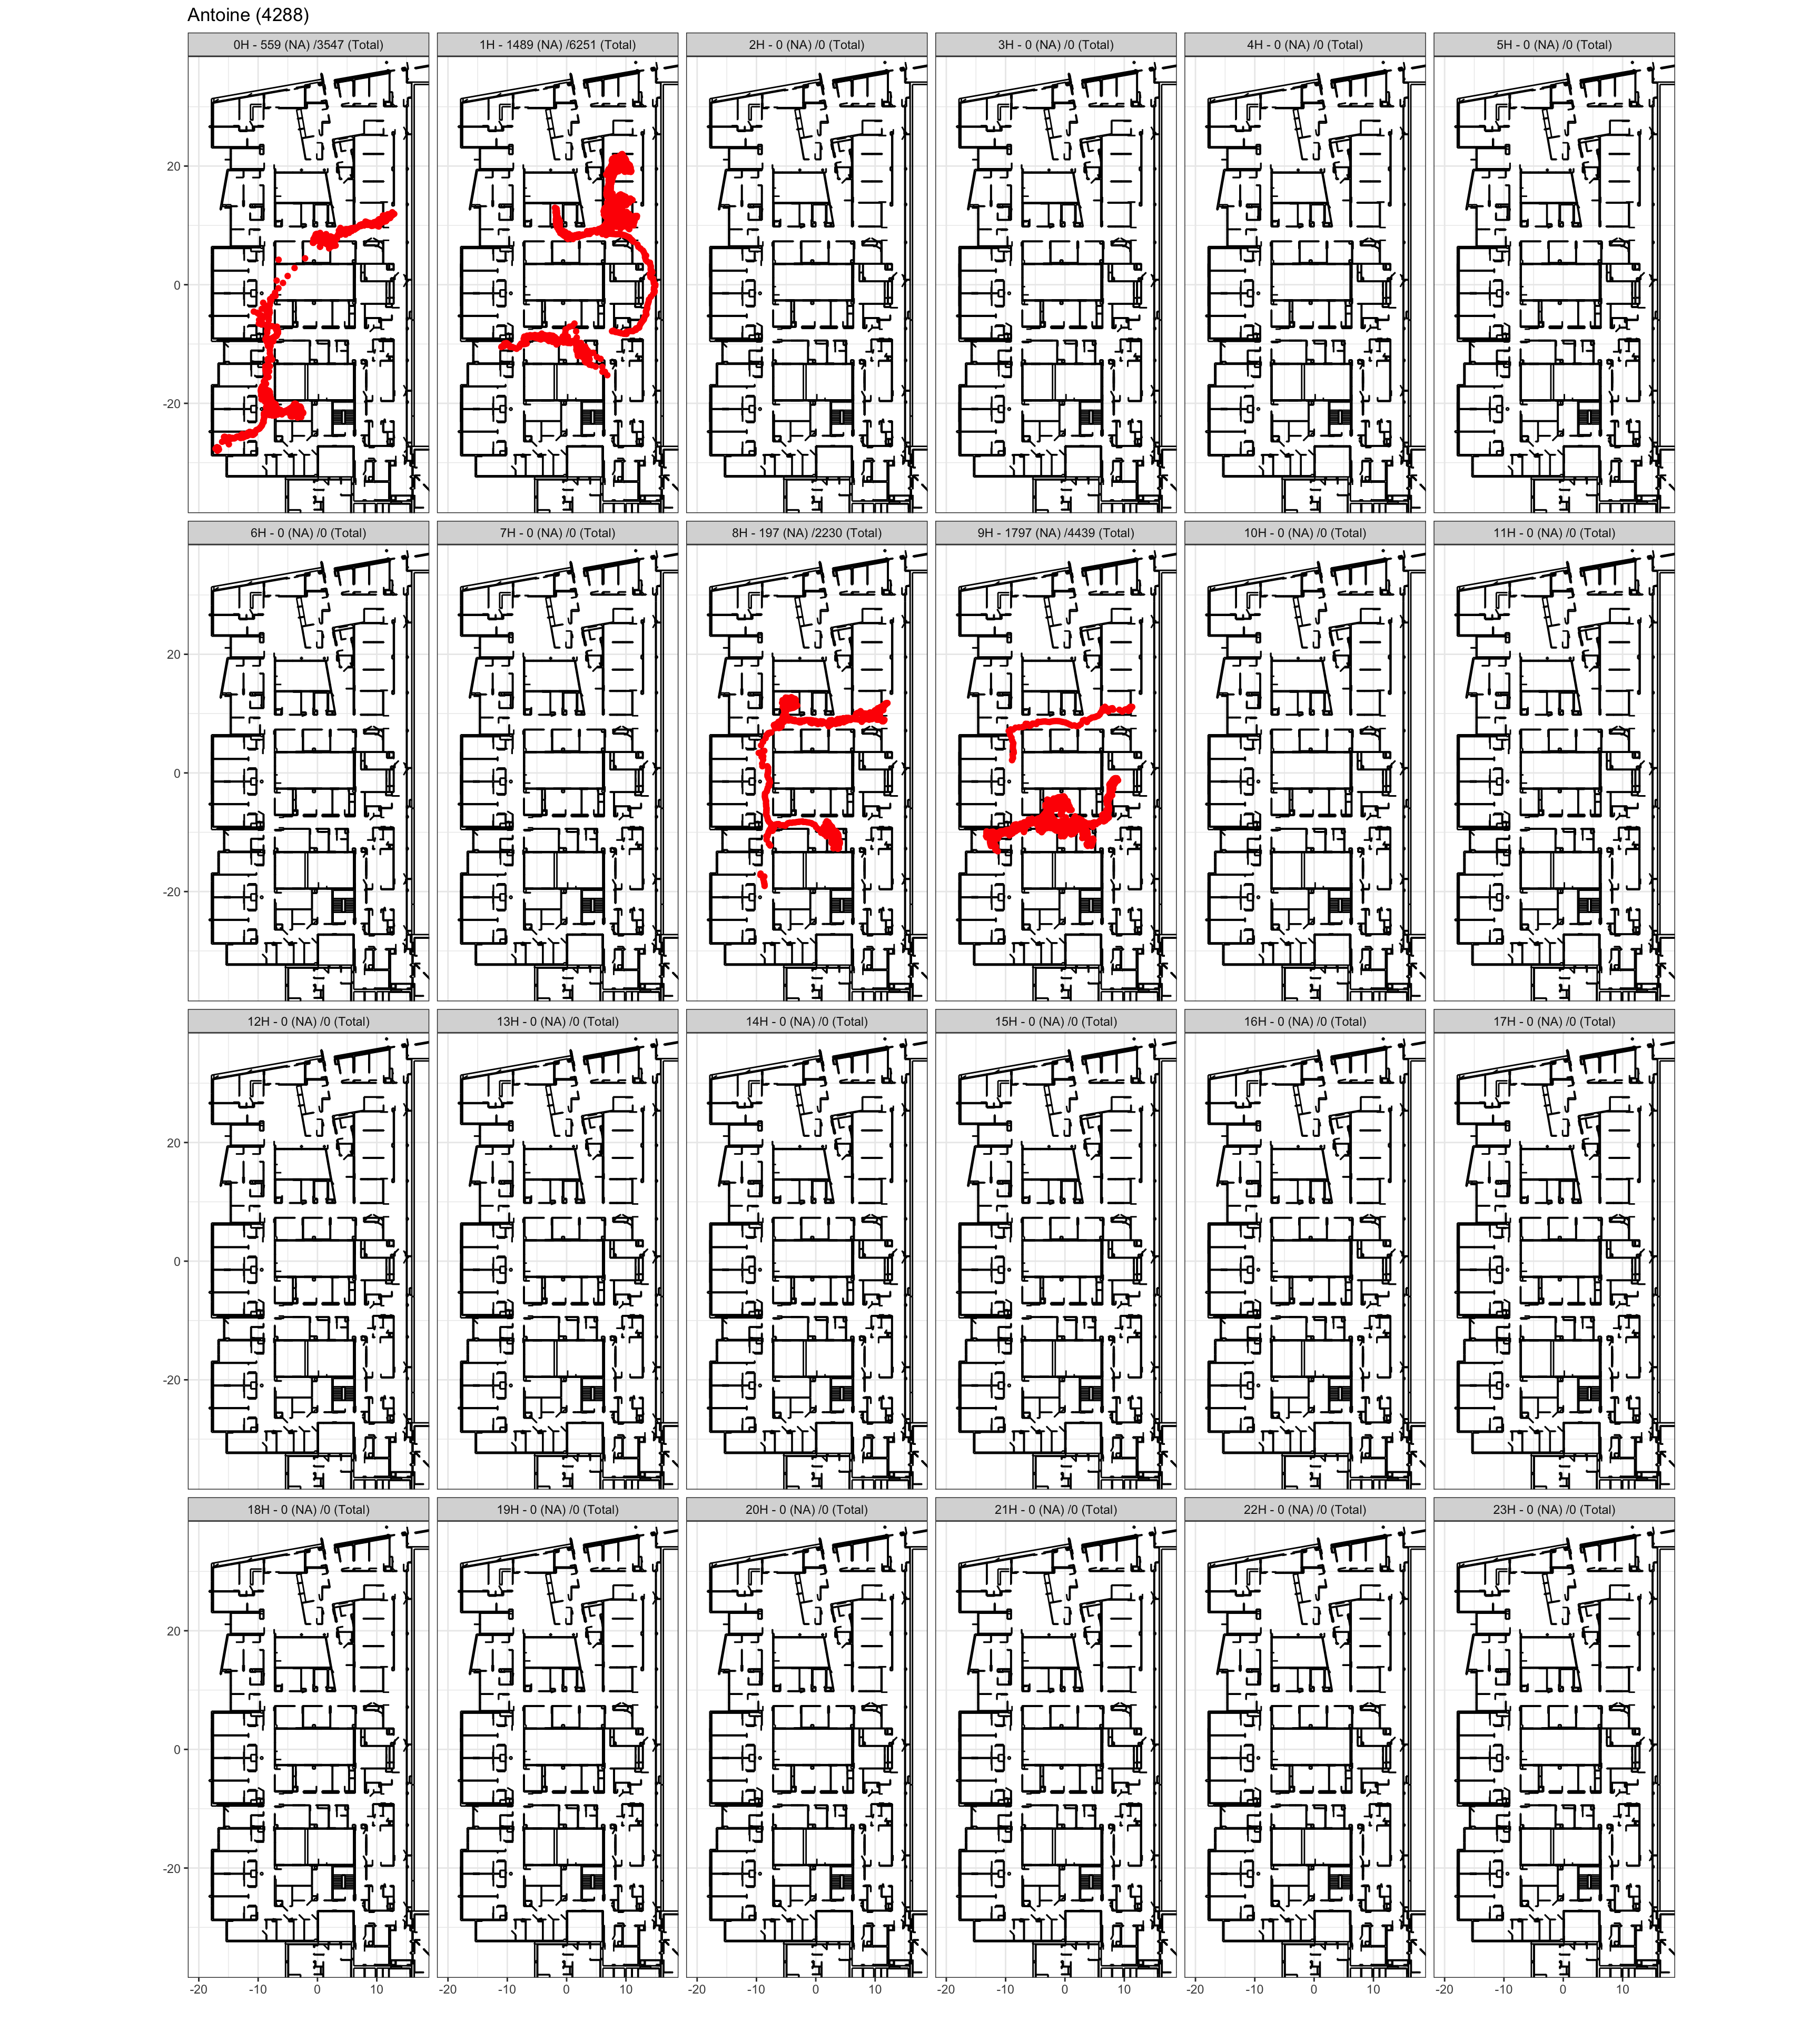 Antoine (4288)
0H - 559 (NA) /3547 (Total) 1H - 1489 (NA) /6251 (Total) 2H - 0 (NA) /0 (Total) 3H - 0 (NA) /0 (Total) 4H - 0 (NA) /0 (Total) 5H - 0 (NA) /0 (Total)
20
0
-20
6H - 0 (NA) /0 (Total) 7H - 0 (NA) /0 (Total) 8H - 197 (NA) /2230 (Total) 9H - 1797 (NA) /4439 (Total) 10H - 0 (NA) /0 (Total) 11H - 0 (NA) /0 (Total)
20
0
-20
12H - 0 (NA) /0 (Total) 13H - 0 (NA) /0 (Total) 14H - 0 (NA) /0 (Total) 15H - 0 (NA) /0 (Total) 16H - 0 (NA) /0 (Total) 17H - 0 (NA) /0 (Total)
20
0
-20
18H - 0 (NA) /0 (Total) 19H - 0 (NA) /0 (Total) 20H - 0 (NA) /0 (Total) 21H - 0 (NA) /0 (Total) 22H - 0 (NA) /0 (Total) 23H - 0 (NA) /0 (Total)
20
0
-20
-20 -10 0 10 -20 -10 0 10 -20 -10 0 10 -20 -10 0 10 -20 -10 0 10 -20 -10 0 10